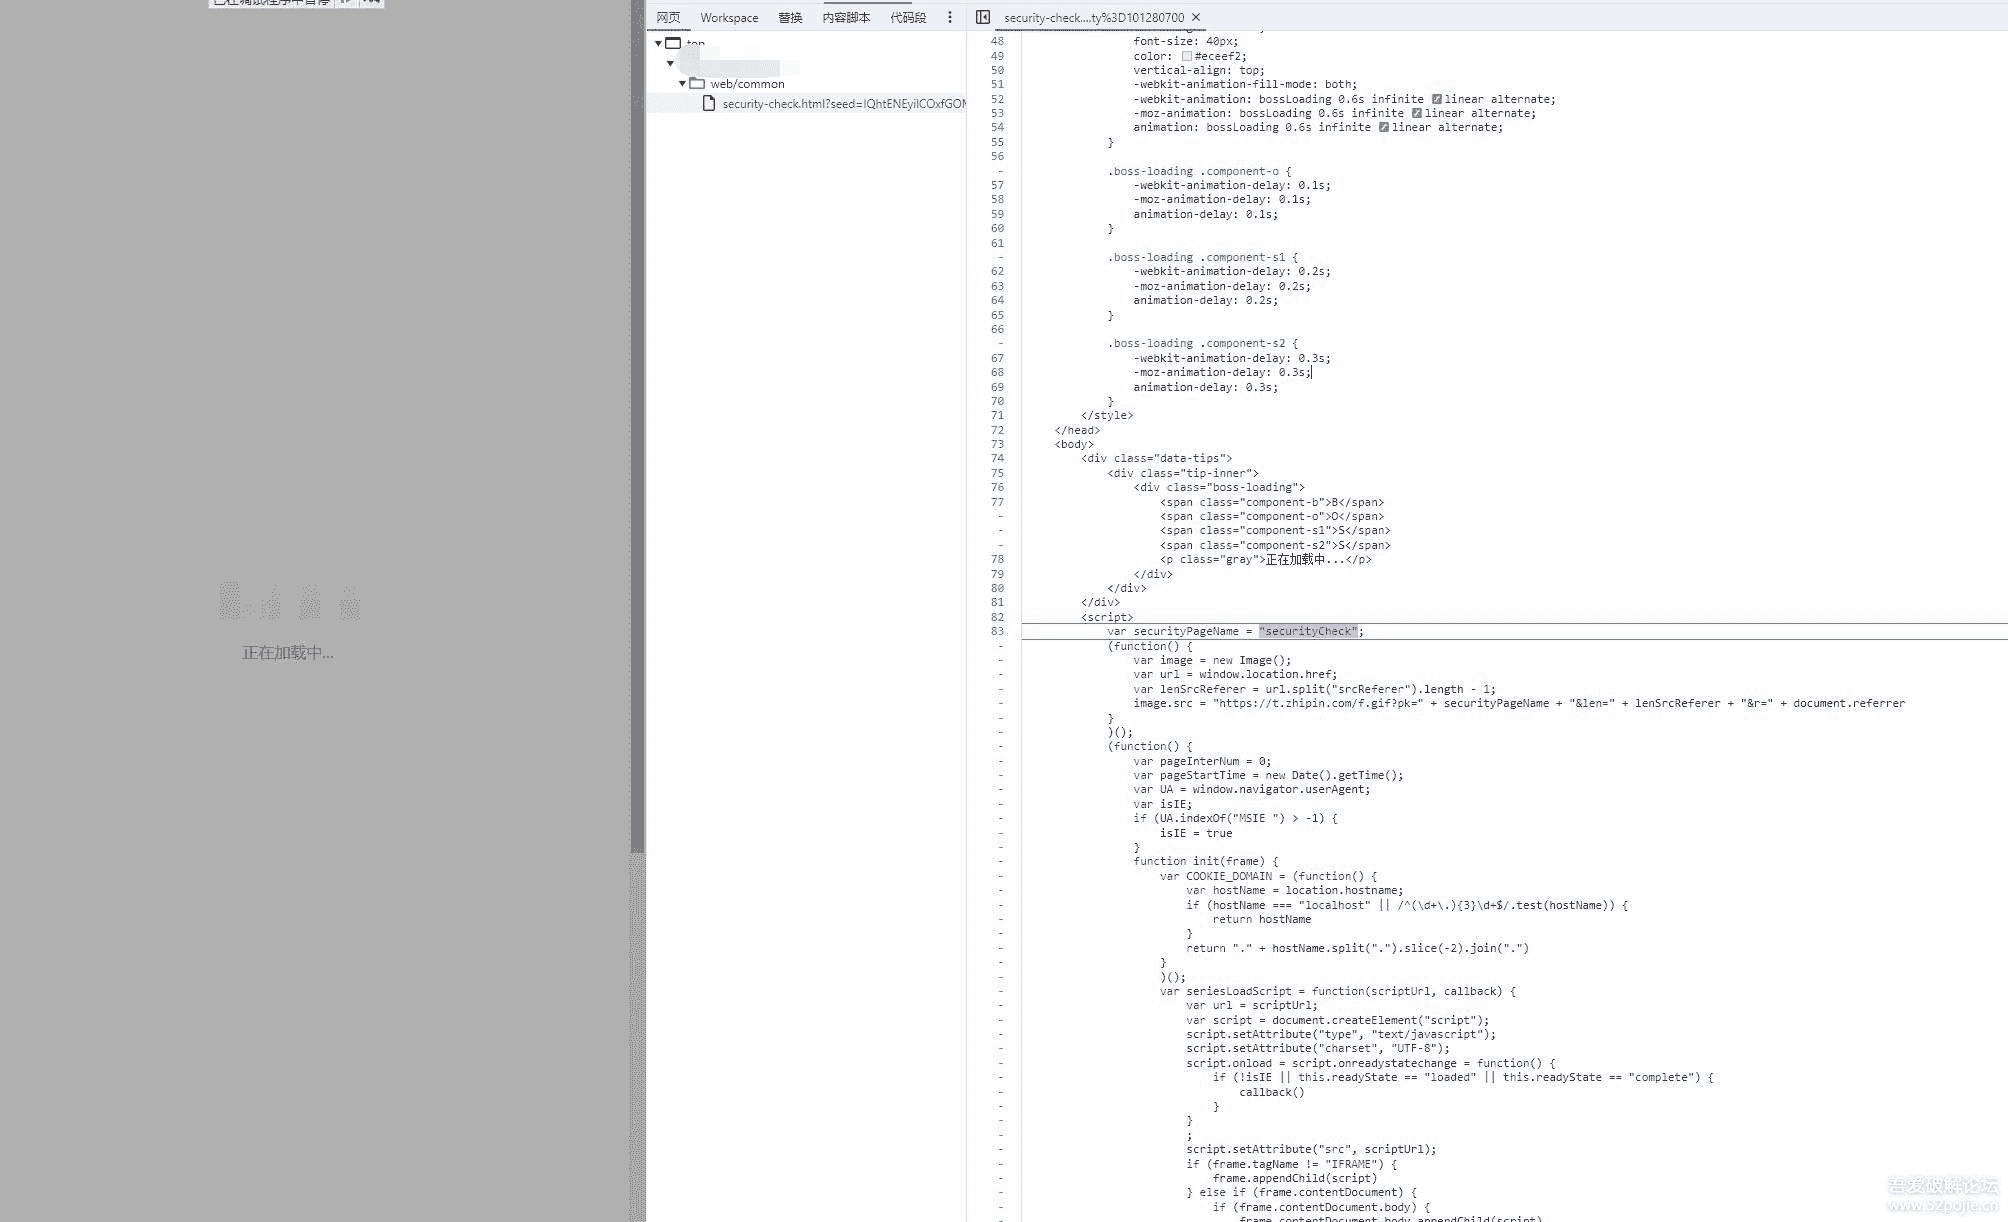 已在调试程序中暂停
网页 Workspace 替换 内容脚本 代码段
security-check....ty%3D101280700 ×
top
web/common
security-check.html?seed=
48 font-size: 40px;
49 color: #eceef2;
50 vertical-align: top;
51 -webkit-animation-fill-mode: both;
52 -webkit-animation: bossLoading 0.6s infinite linear alternate;
53 -moz-animation: bossLoading 0.6s infinite linear alternate;
54 animation: bossLoading 0.6s infinite linear alternate;
55 }
56
- .boss-loading .component-o {
57 -webkit-animation-delay: 0.1s;
58 -moz-animation-delay: 0.1s;
59 animation-delay: 0.1s;
60 }
61
- .boss-loading .component-s1 {
62 -webkit-animation-delay: 0.2s;
63 -moz-animation-delay: 0.2s;
64 animation-delay: 0.2s;
65 }
66
- .boss-loading .component-s2 {
67 -webkit-animation-delay: 0.3s;
68 -moz-animation-delay: 0.3s;
69 animation-delay: 0.3s;
70 }
71 </style>
72 </head>
73 <body>
74 <div class="data-tips">
75 <div class="tip-inner">
76 <div class="boss-loading">
77 <span class="component-b">B</span>
- <span class="component-o">O</span>
- <span class="component-s1">S</span>
- <span class="component-s2">S</span>
78 <p class="gray">正在加载中...</p>
79 </div>
80 </div>
81 </div>
82 <script>
83 var securityPageName = "securityCheck";
- (function() {
- var image = new Image();
- var url = window.location.href;
- var lenSrcReferer = url.split("srcReferer").length - 1;
- image.src = "https://t.zhipin.com/f.gif?pk=" + securityPageName + "&len=" + lenSrcReferer + "&r=" + document.referrer
- }
- )();
- (function() {
- var pageInterNum = 0;
- var pageStartTime = new Date().getTime();
- var UA = window.navigator.userAgent;
- var isIE;
- if (UA.indexOf("MSIE ") > -1) {
- isIE = true
- }
- function init(frame) {
- var COOKIE_DOMAIN = (function() {
- var hostName = location.hostname;
- if (hostName === "localhost" || /^(\d+\.){3}\d+$/.test(hostName)) {
- return hostName
- }
- return "." + hostName.split(".").slice(-2).join(".")
- }
- )();
- var seriesLoadScript = function(scriptUrl, callback) {
- var url = scriptUrl;
- var script = document.createElement("script");
- script.setAttribute("type", "text/javascript");
- script.setAttribute("charset", "UTF-8");
- script.onload = script.onreadystatechange = function() {
- if (!isIE || this.readyState == "loaded" || this.readyState == "complete") {
- callback()
- }
- }
- ;
- script.setAttribute("src", scriptUrl);
- if (frame.tagName != "IFRAME") {
- frame.appendChild(script)
- } else if (frame.contentDocument) {
- if (frame.contentDocument.body) {
- frame.contentDocument.body.appendChild(script)
正在加载中...
吾爱破解论坛
www.52pojie.cn